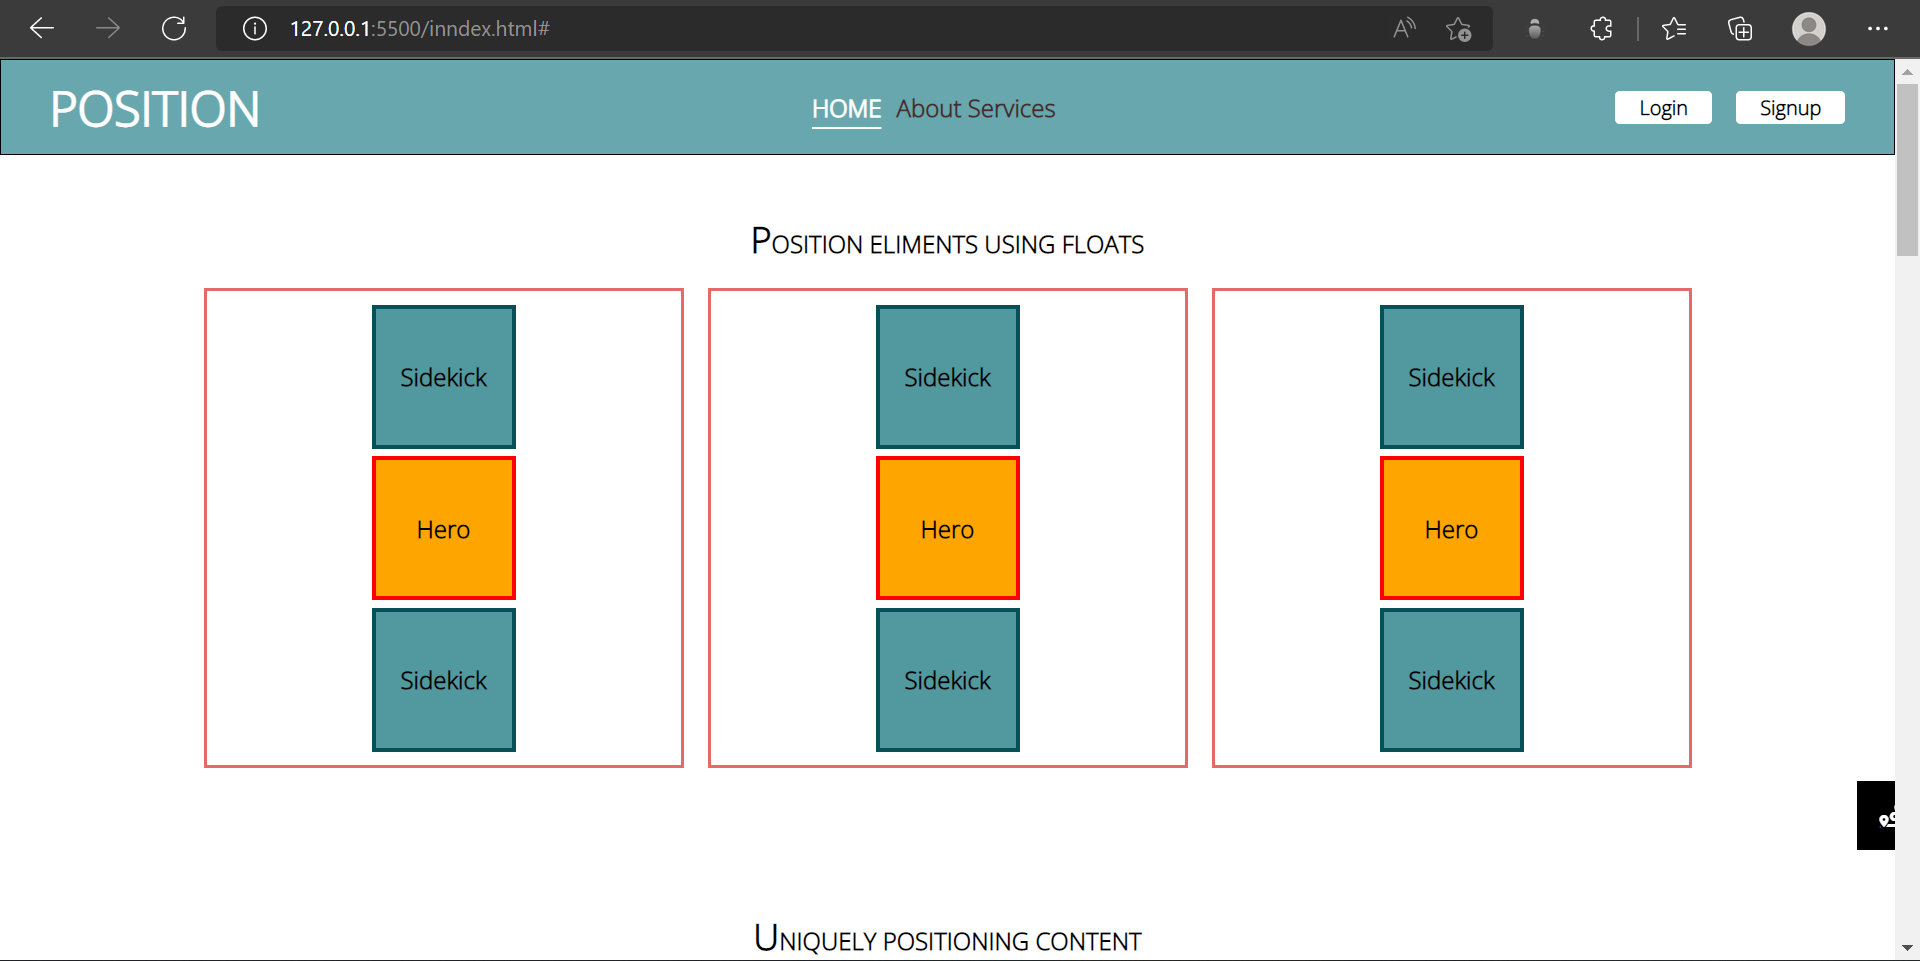 127.0.0.1:5500/inndex.html#
POSITION HOME About Services Login Signup
POSITION ELIMENTS USING FLOATS
Sidekick Sidekick Sidekick
Hero Hero Hero
Sidekick Sidekick Sidekick
UNIQUELY POSITIONING CONTENT